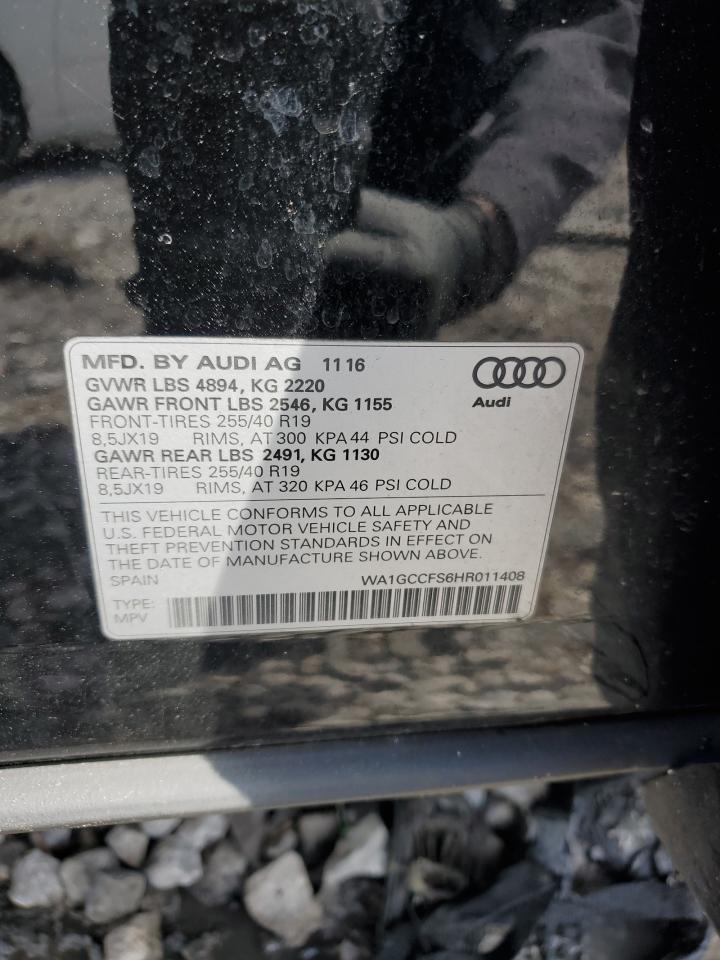 MFD. BY AUDI AG 11 16
GVWR LBS 4894, KG 2220
GAWR FRONT LBS 2546, KG 1155
FRONT-TIRES 255/40 R19
8,5JX19 RIMS, AT 300 KPA 44 PSI COLD
GAWR REAR LBS 2491, KG 1130
REAR-TIRES 255/40 R19
8,5JX19 RIMS, AT 320 KPA 46 PSI COLD
Audi
THIS VEHICLE CONFORMS TO ALL APPLICABLE
U.S. FEDERAL MOTOR VEHICLE SAFETY AND
THEFT PREVENTION STANDARDS IN EFFECT ON
THE DATE OF MANUFACTURE SHOWN ABOVE.
SPAIN WA1GCCFS6HR011408
TYPE:
MPV